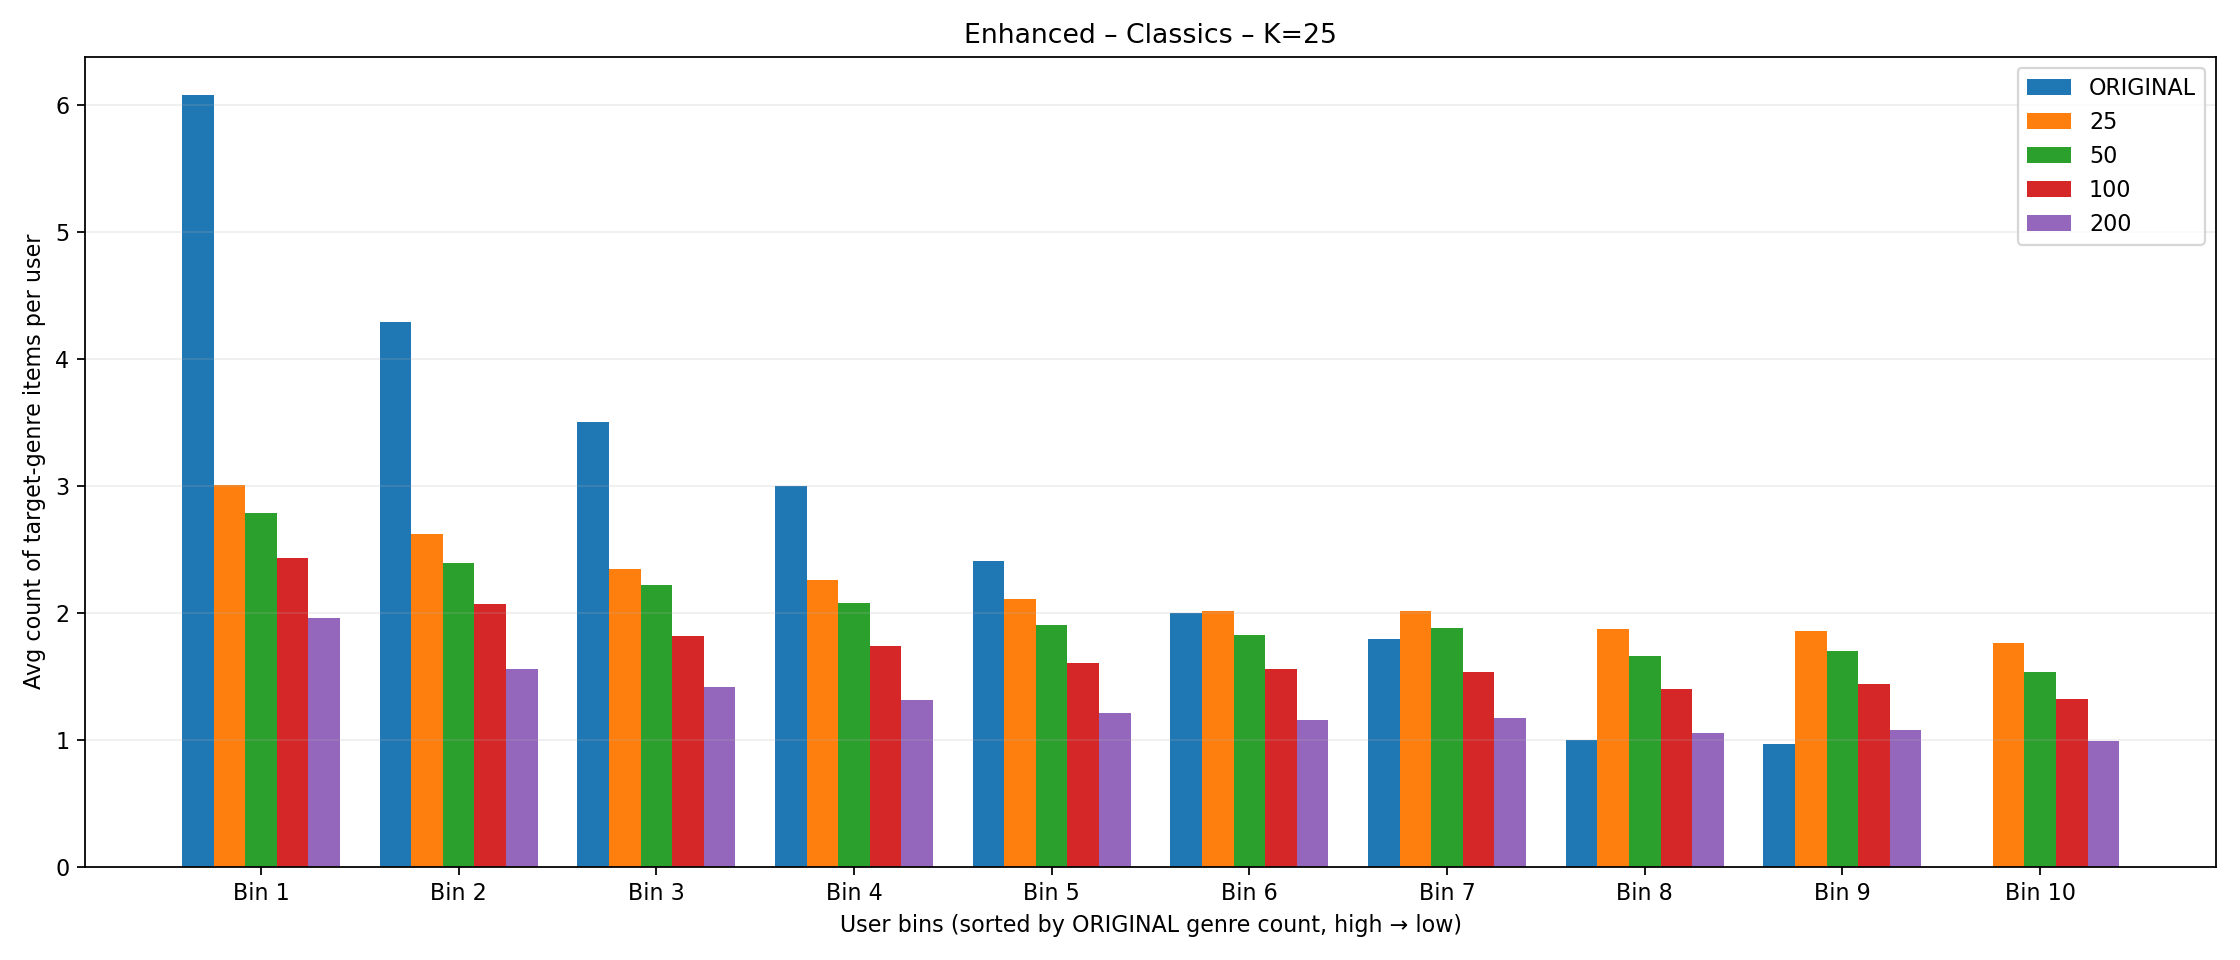 Enhanced – Classics – K=25
ORIGINAL
25
50
100
200
Avg count of target-genre items per user
6
5
4
3
2
1
0
Bin 1
Bin 2
Bin 3
Bin 4
Bin 5
Bin 6
Bin 7
Bin 8
Bin 9
Bin 10
User bins (sorted by ORIGINAL genre count, high → low)